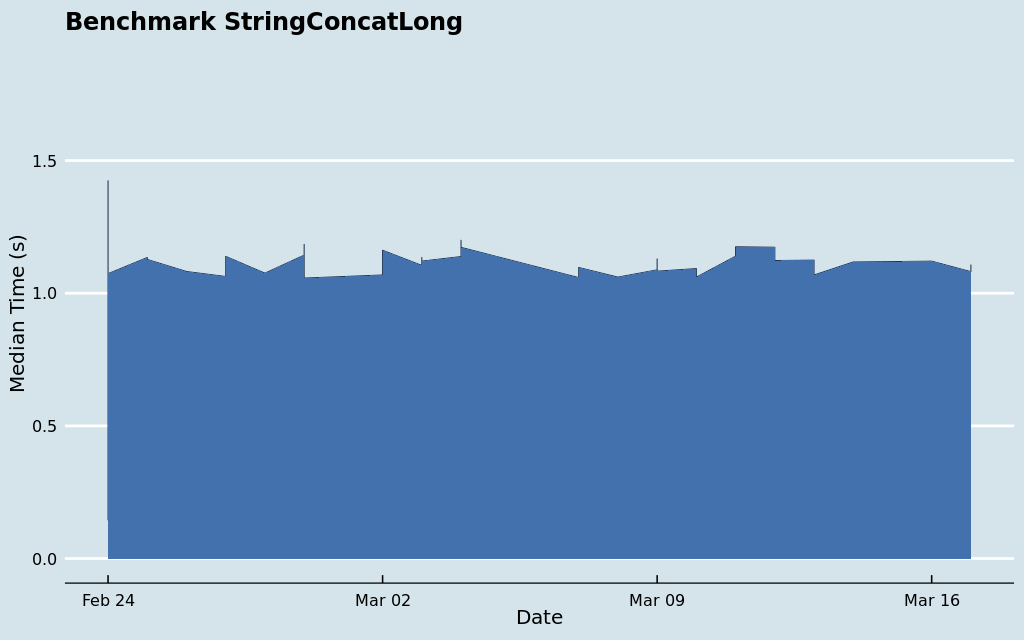 Benchmark StringConcatLong
Median Time (s)
1.5
1.0
0.5
0.0
Feb 24
Mar 02
Mar 09
Mar 16
Date